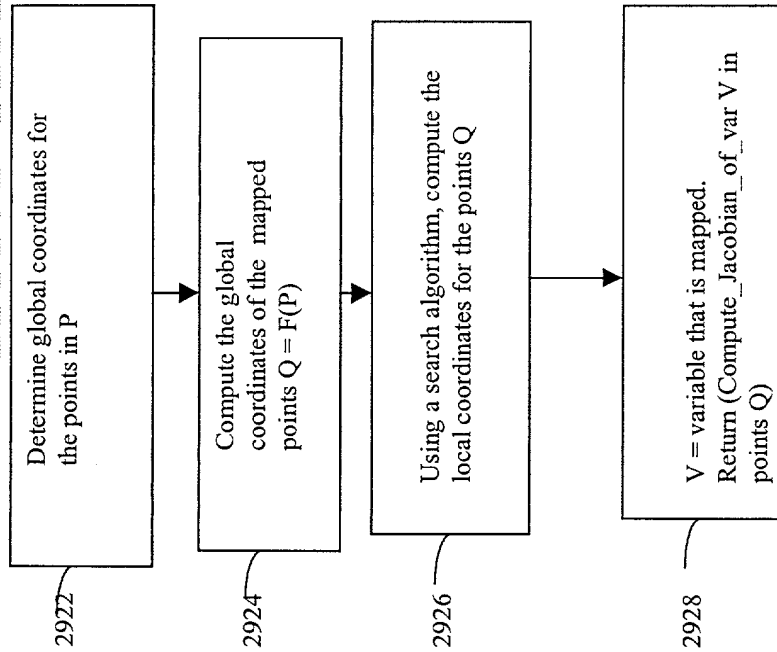 2922
Determine global coordinates for
the points in P
2924
Compute the global
coordinates of the mapped
points Q = F(P)
2926
Using a search algorithm, compute the
local coordinates for the points Q
2928
V = variable that is mapped.
Return (Compute_Jacobian_of_var V in
points Q)